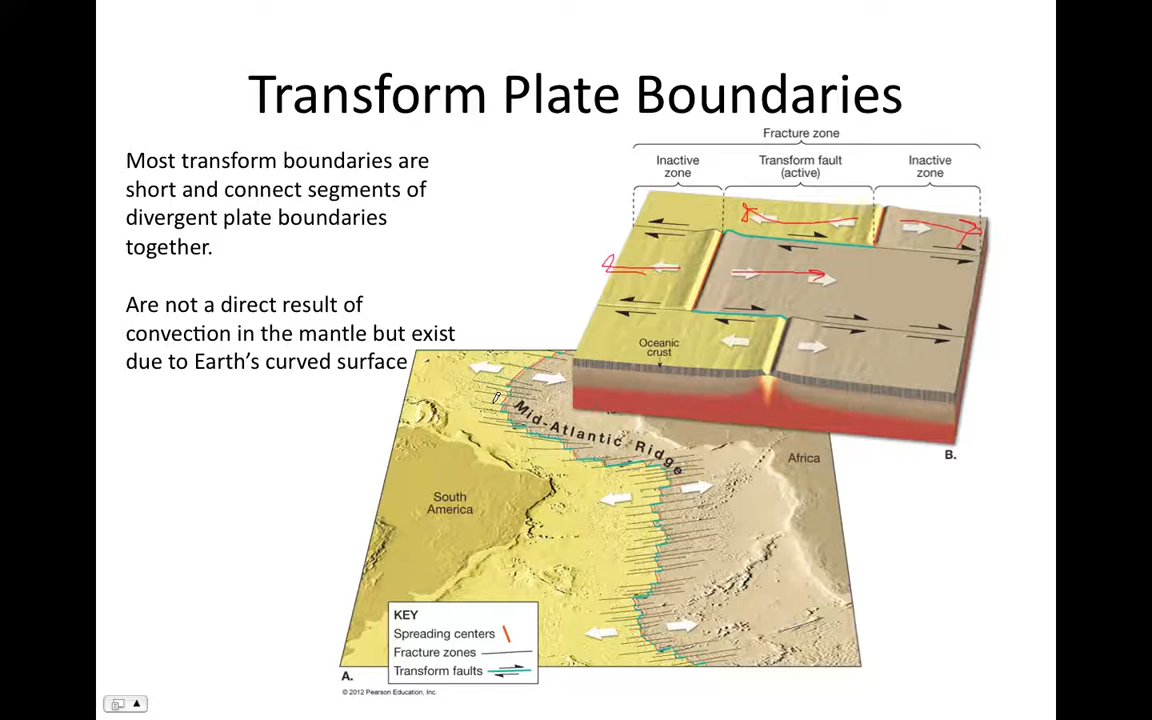 Transform Plate Boundaries
Most transform boundaries are
short and connect segments of
divergent plate boundaries
together.
Are not a direct result of
convection in the mantle but exist
due to Earth's curved surface
Fracture zone
Inactive
zone
Transform fault
(active)
Inactive
zone
Oceanic
crust
B.
Mid-Atlantic Ridge
Africa
South
America
KEY
Spreading centers
Fracture zones
Transform faults
A.
© 2012 Pearson Education, Inc.